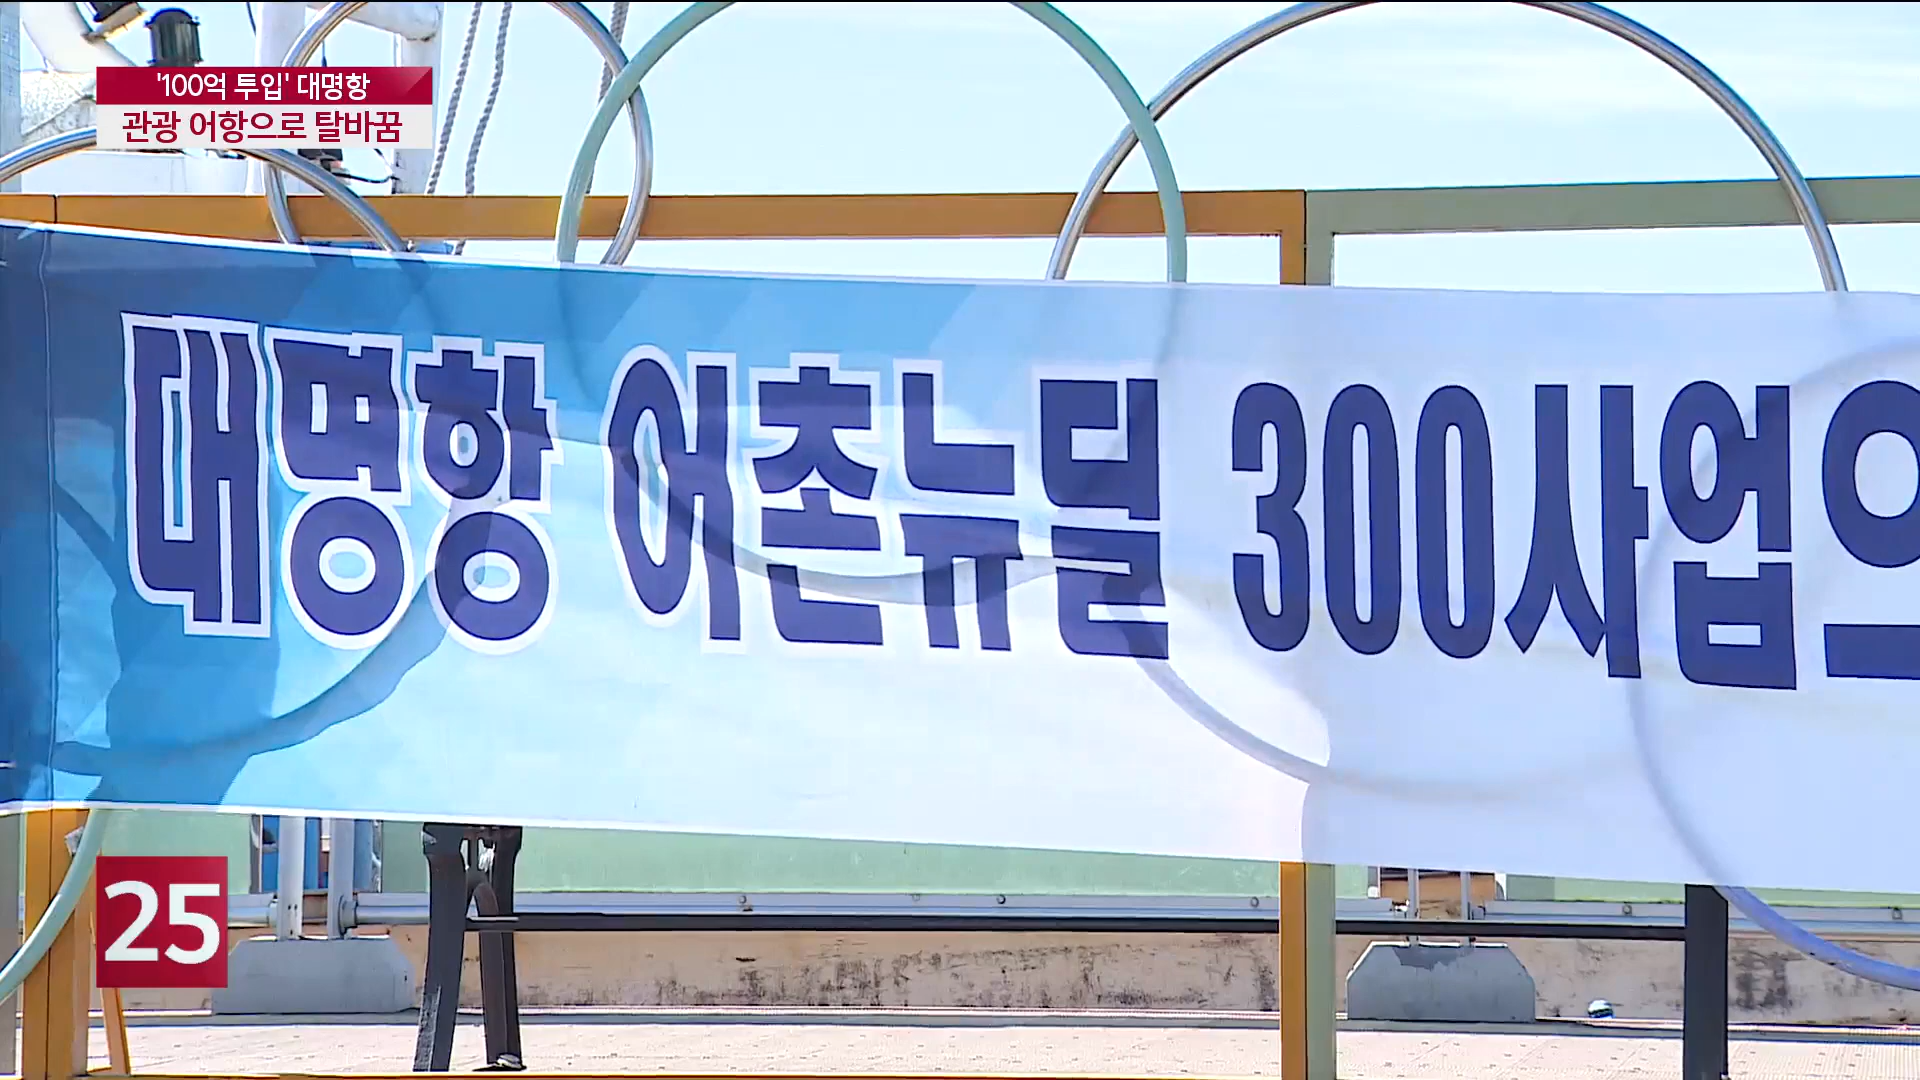 '100억 투입' 대명항
관광 어항으로 탈바꿈
대명항 어촌뉴딜 300사업으
25